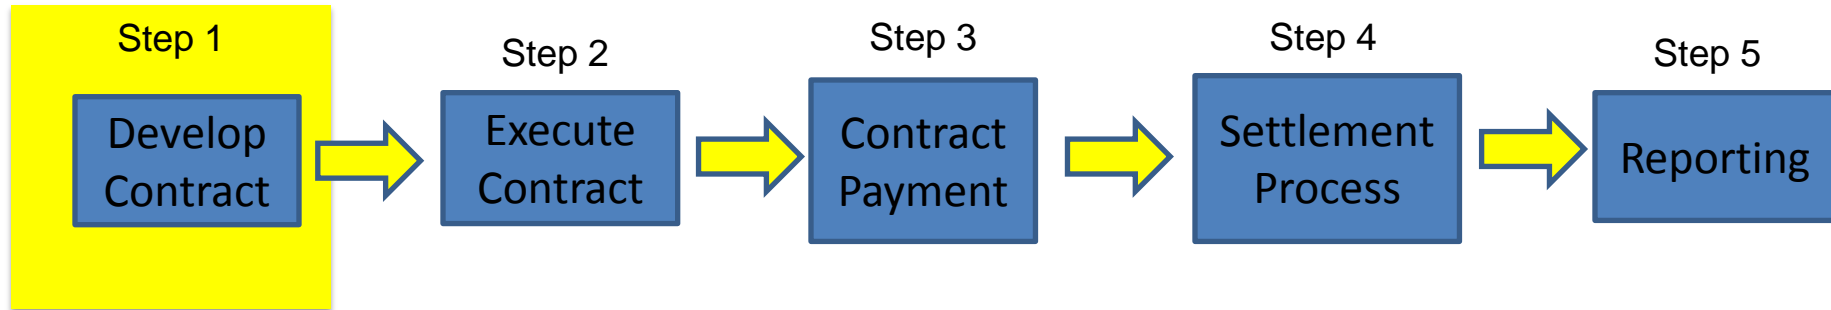 Step 1
Develop
Contract
Step 2
Execute
Contract
Step 3
Contract
Payment
Step 4
Settlement
Process
Step 5
Reporting